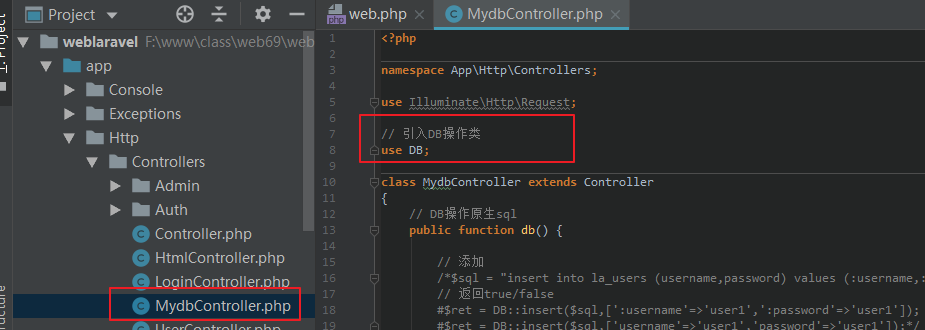 Project
weblaravel F:\www\class\web69\web
app
Console
Exceptions
Http
Controllers
Admin
Auth
Controller.php
HtmlController.php
LoginController.php
MydbController.php
UserController.php
1: Project
web.php
MydbController.php
1 <?php
2
3 namespace App\Http\Controllers;
4
5 use Illuminate\Http\Request;
6
7 // 引入DB操作类
8 use DB;
9
10 class MydbController extends Controller
11 {
12 // DB操作原生sql
13 public function db() {
14
15 // 添加
16 /*$sql = "insert into la_users (username,password) values (:username,:
17 // 返回true/false
18 #$ret = DB::insert($sql,[':username'=>'user1',':password'=>'user1']);
19 #$ret = DB::insert($sql,['username'=>'user1','password'=>'user1']);*/